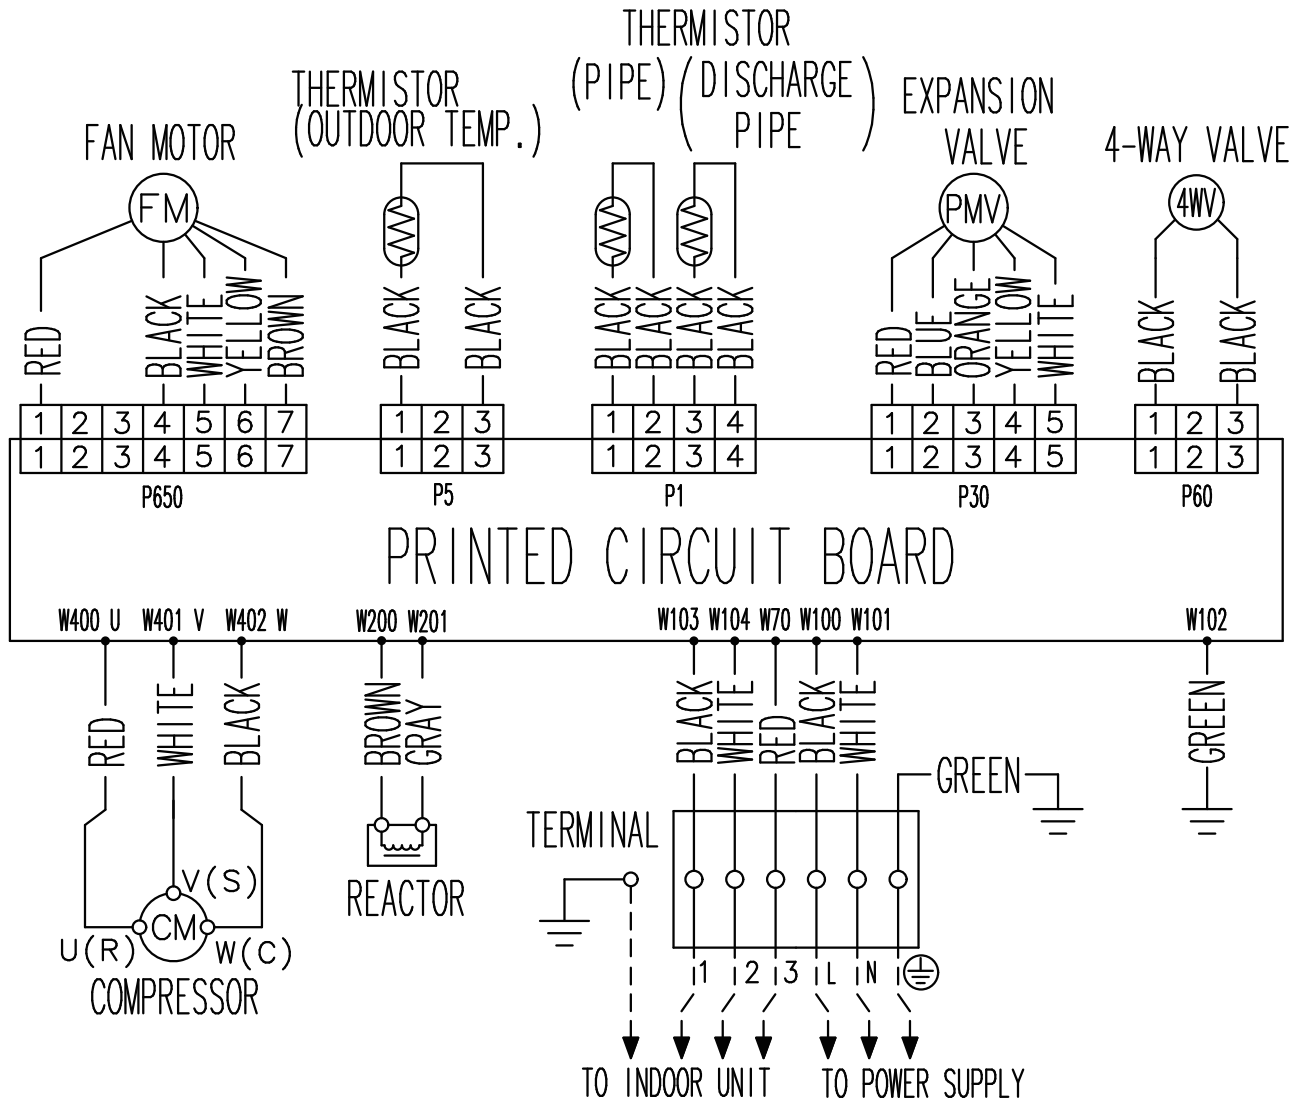 THERMISTOR
(PIPE) (DISCHARGE PIPE)
THERMISTOR
(OUTDOOR TEMP.)
EXPANSION
VALVE
FAN MOTOR
4-WAY VALVE
FM
PMV
4WV
RED BLACK WHITE YELLOW BROWN
BLACK BLACK
BLACK BLACK BLACK BLACK
RED BLUE ORANGE YELLOW WHITE
BLACK BLACK
1 2 3 4 5 6 7
1 2 3
1 2 3 4
1 2 3 4 5
1 2 3
1 2 3 4 5 6 7
1 2 3
1 2 3 4
1 2 3 4 5
1 2 3
P650
P5
P1
P30
P60
PRINTED CIRCUIT BOARD
W400 U W401 V W402 W
W200 W201
W103 W104 W70 W100 W101
W102
RED WHITE BLACK
BROWN GRAY
BLACK WHITE RED BLACK WHITE
GREEN
GREEN
TERMINAL
V(S)
CM
U(R)
W(C)
COMPRESSOR
REACTOR
1 2 3 L N
TO INDOOR UNIT
TO POWER SUPPLY